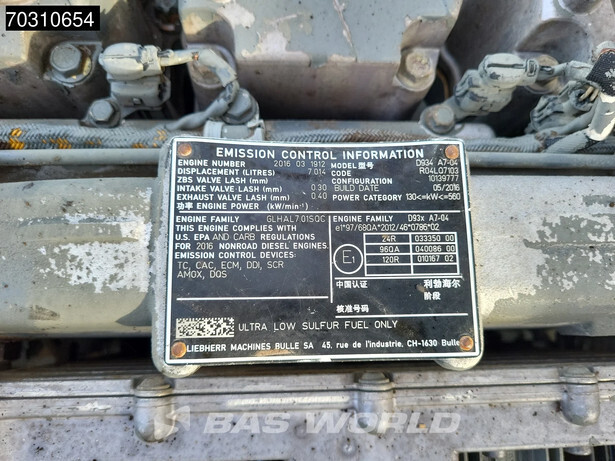 70310654
EMISSION CONTROL INFORMATION
ENGINE NUMBER 2016 03 1912 MODEL 型号 D934 A7-04
DISPLACEMENT (LITERS) 7.014 CODE R04L07103
ZBS VALVE LASH (mm) CONFIGURATION 10139777
INTAKE VALVE LASH (mm) 0.30 BUILD DATE 05/2016
EXHAUST VALVE LASH (mm) 0.40 POWER CATEGORY 130<=kW<=560
功率 ENGINE POWER (kW/min⁻¹)
ENGINE FAMILY GLHAL7.01SQC
THIS ENGINE COMPLIES WITH
U.S. EPA AND CARB REGULATIONS
FOR 2016 NONROAD DIESEL ENGINES.
EMISSION CONTROL DEVICES:
TC, CAC, ECM, DDI, SCR
AMOX, DQS
ENGINE FAMILY D93x A7-04
e1*97/68QA*2012/46*0786*02
E1
24R 033350 00
96QA 040086 00
120R 010167 02
中国认证 利勃海尔
阶段
核准号码
ULTRA LOW SULFUR FUEL ONLY
LIEBHERR MACHINES BULLE SA 45, rue de l'industrie. CH-1630 Bulle
BAS WORLD